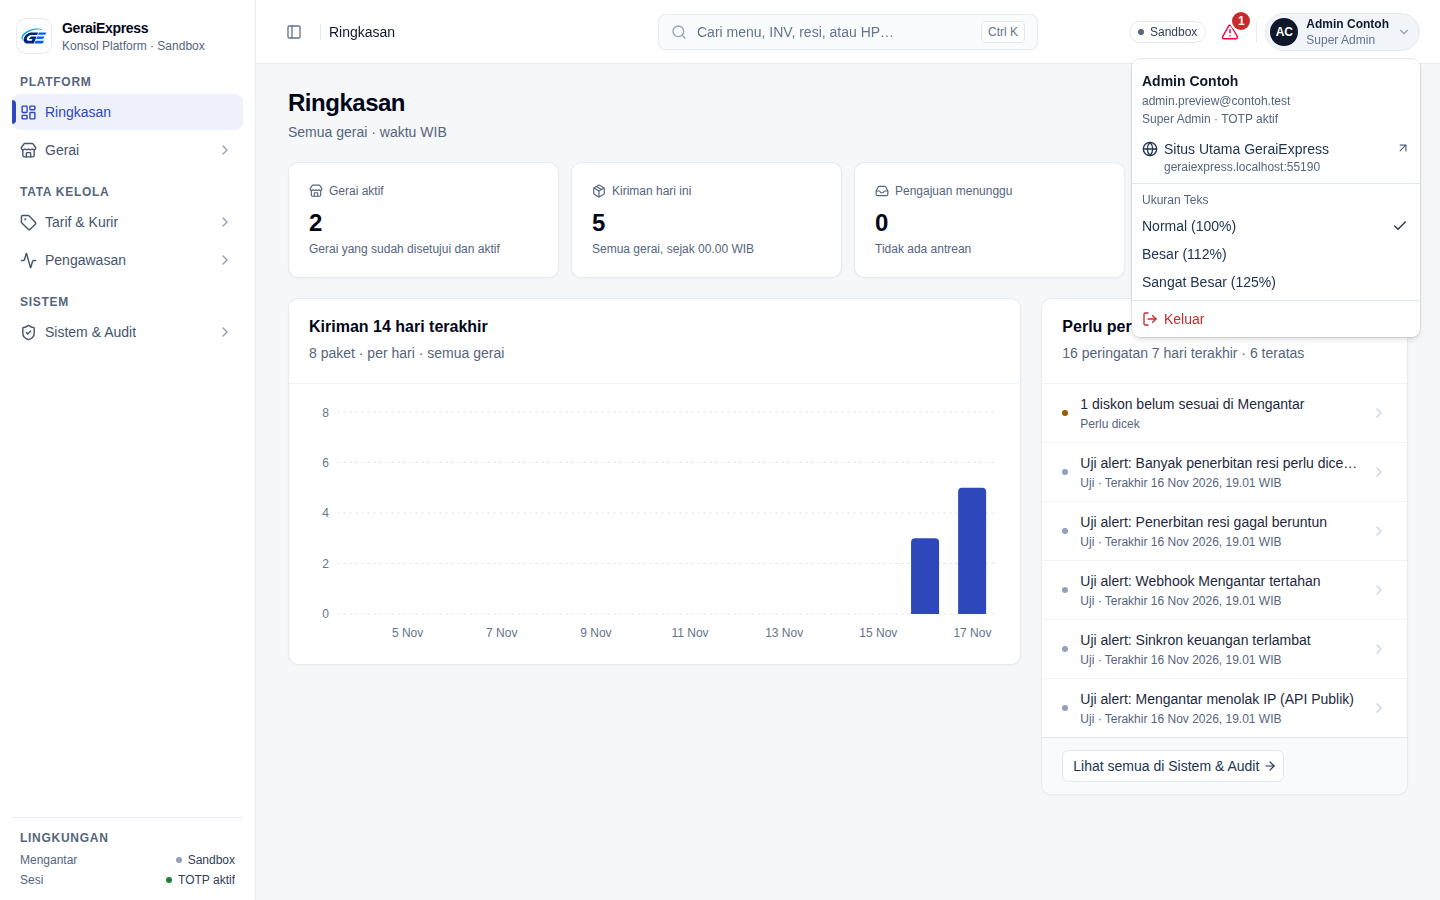 GeraiExpress
Konsol Platform · Sandbox
PLATFORM
Ringkasan
Gerai
TATA KELOLA
Tarif & Kurir
Pengawasan
SISTEM
Sistem & Audit
LINGKUNGAN
Mengantar
Sandbox
Sesi
TOTP aktif
Ringkasan
Cari menu, INV, resi, atau HP…
Ctrl K
Sandbox
1
AC
Admin Contoh
Super Admin
Admin Contoh
admin.preview@contoh.test
Super Admin · TOTP aktif
Situs Utama GeraiExpress
geraiexpress.localhost:55190
Ukuran Teks
Normal (100%)
Besar (112%)
Sangat Besar (125%)
Keluar
Ringkasan
Semua gerai · waktu WIB
Gerai aktif
2
Gerai yang sudah disetujui dan aktif
Kiriman hari ini
5
Semua gerai, sejak 00.00 WIB
Pengajuan menunggu
0
Tidak ada antrean
Kiriman 14 hari terakhir
8 paket · per hari · semua gerai
8
6
4
2
0
5 Nov
7 Nov
9 Nov
11 Nov
13 Nov
15 Nov
17 Nov
Perlu per
16 peringatan 7 hari terakhir · 6 teratas
1 diskon belum sesuai di Mengantar
Perlu dicek
Uji alert: Banyak penerbitan resi perlu dice…
Uji · Terakhir 16 Nov 2026, 19.01 WIB
Uji alert: Penerbitan resi gagal beruntun
Uji · Terakhir 16 Nov 2026, 19.01 WIB
Uji alert: Webhook Mengantar tertahan
Uji · Terakhir 16 Nov 2026, 19.01 WIB
Uji alert: Sinkron keuangan terlambat
Uji · Terakhir 16 Nov 2026, 19.01 WIB
Uji alert: Mengantar menolak IP (API Publik)
Uji · Terakhir 16 Nov 2026, 19.01 WIB
Lihat semua di Sistem & Audit